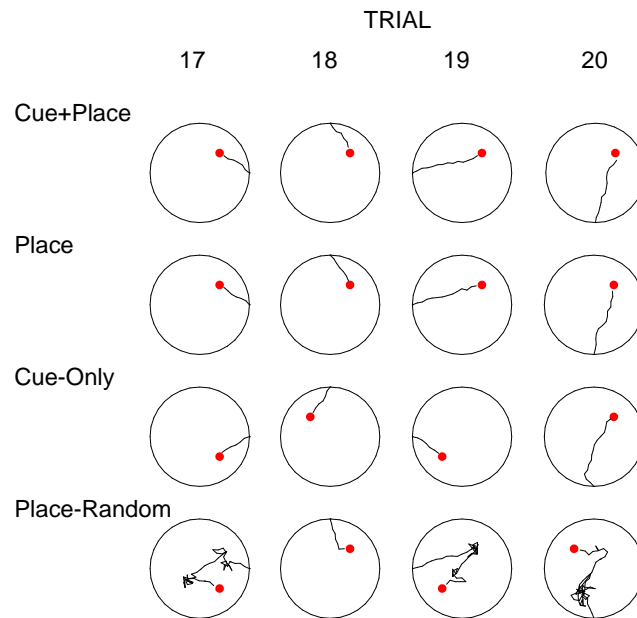 TRIAL
17 18 19 20
Cue+Place
Place
Cue-Only
Place-Random